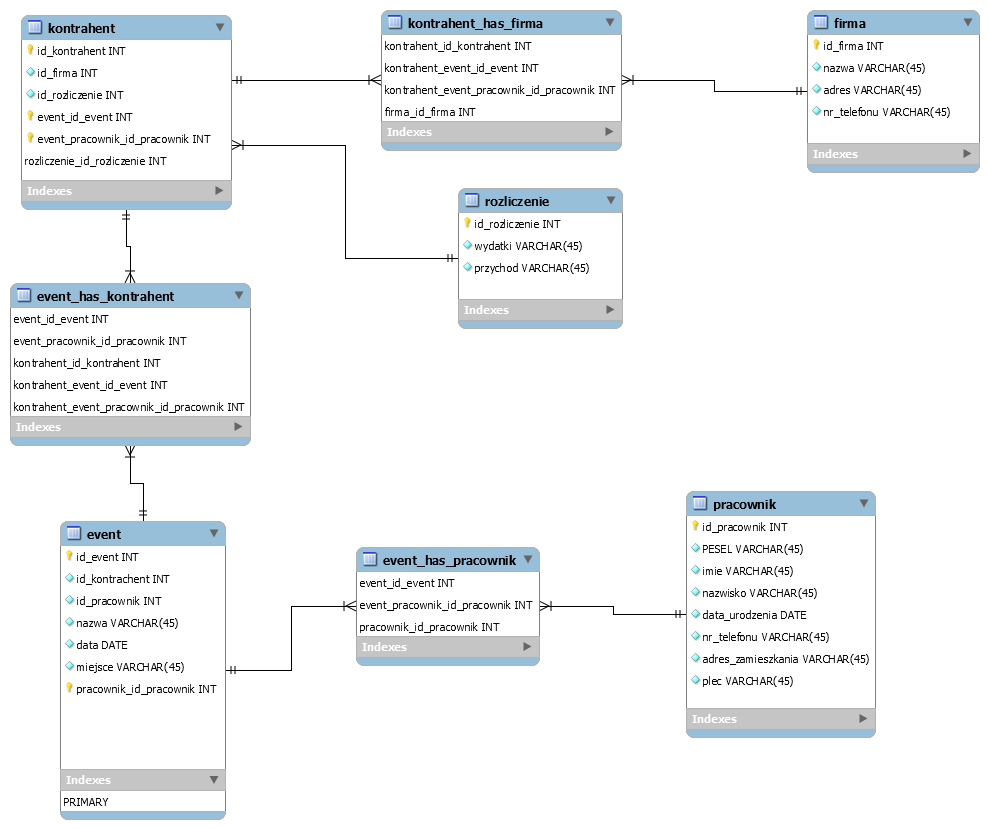 kontrahent
id_kontrahent INT
id_firma INT
id_rozliczenie INT
event_id_event INT
event_pracownik_id_pracownik INT
rozliczenie_id_rozliczenie INT
Indexes
kontrahent_has_firma
kontrahent_id_kontrahent INT
kontrahent_event_id_event INT
kontrahent_event_pracownik_id_pracownik INT
firma_id_firma INT
Indexes
firma
id_firma INT
nazwa VARCHAR(45)
adres VARCHAR(45)
nr_telefonu VARCHAR(45)
Indexes
rozliczenie
id_rozliczenie INT
wydatki VARCHAR(45)
przychod VARCHAR(45)
Indexes
event_has_kontrahent
event_id_event INT
event_pracownik_id_pracownik INT
kontrahent_id_kontrahent INT
kontrahent_event_id_event INT
kontrahent_event_pracownik_id_pracownik INT
Indexes
event
id_event INT
id_kontrachent INT
id_pracownik INT
nazwa VARCHAR(45)
data DATE
miejsce VARCHAR(45)
pracownik_id_pracownik INT
Indexes
PRIMARY
event_has_pracownik
event_id_event INT
event_pracownik_id_pracownik INT
pracownik_id_pracownik INT
Indexes
pracownik
id_pracownik INT
PESEL VARCHAR(45)
imie VARCHAR(45)
nazwisko VARCHAR(45)
data_urodzenia DATE
nr_telefonu VARCHAR(45)
adres_zamieszkania VARCHAR(45)
plec VARCHAR(45)
Indexes